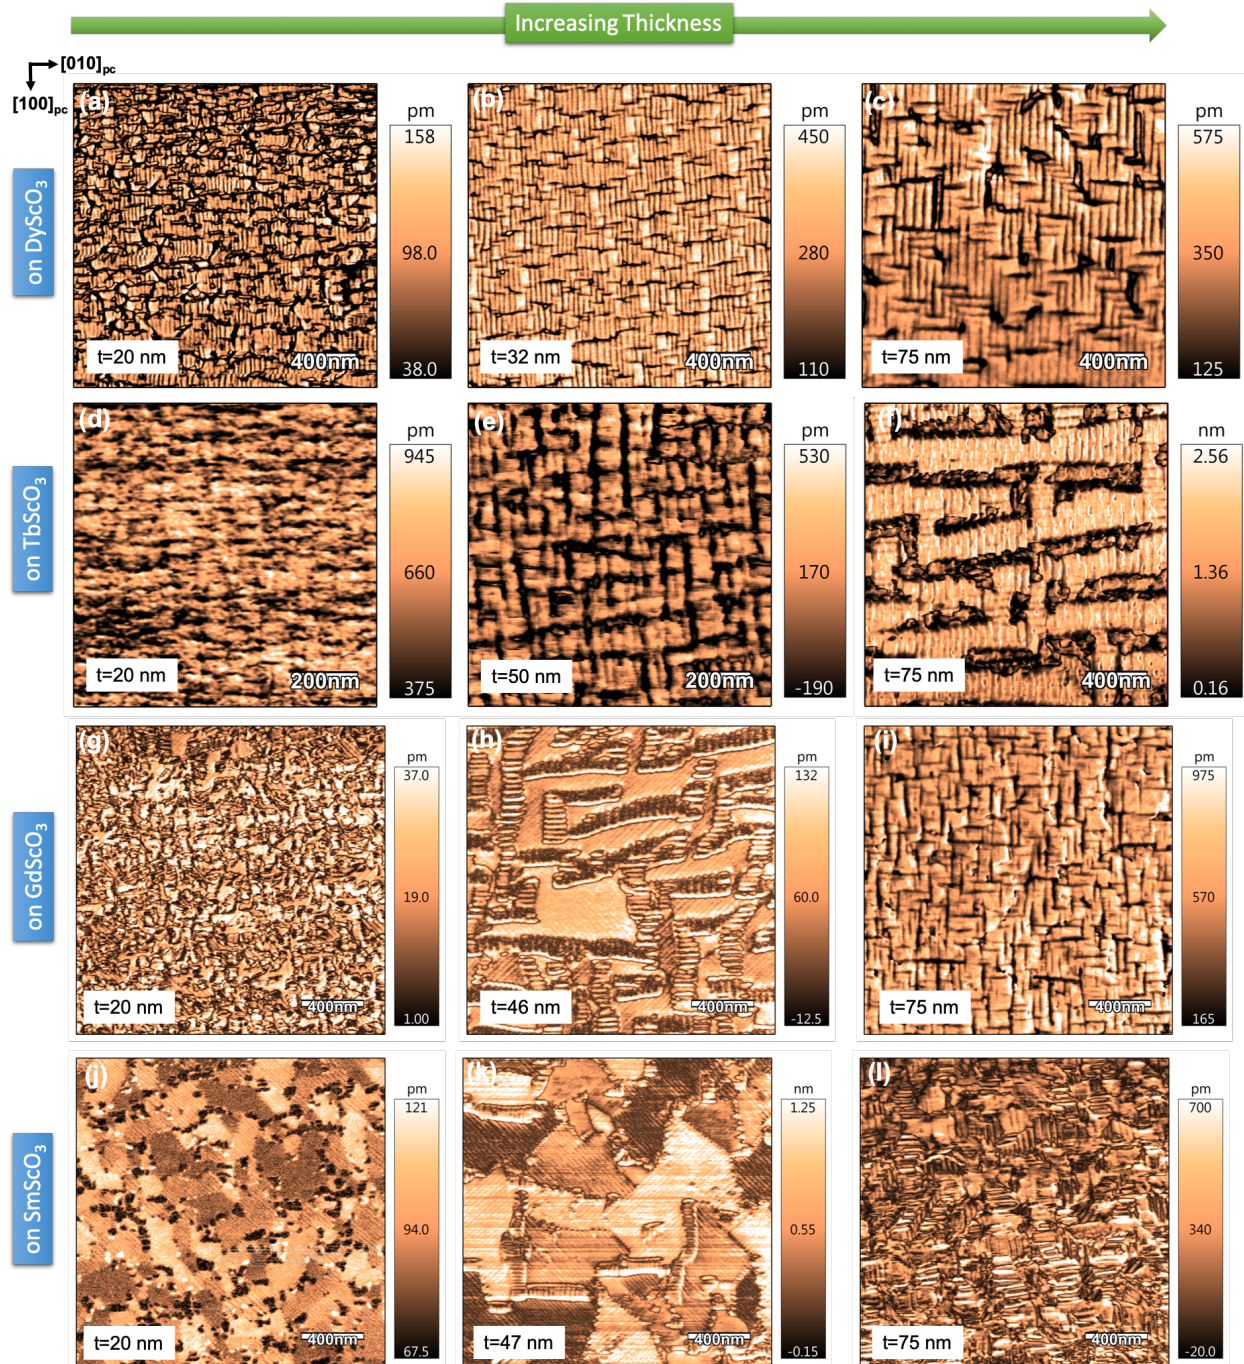 Increasing Thickness
[010]pc
[100]pc
on DyScO3
(a)
t=20 nm
400nm
pm
158
98.0
38.0
(b)
t=32 nm
400nm
pm
450
280
110
(c)
t=75 nm
400nm
pm
575
350
125
on TbScO3
(d)
t=20 nm
200nm
pm
945
660
375
(e)
t=50 nm
200nm
pm
530
170
-190
(f)
t=75 nm
400nm
nm
2.56
1.36
0.16
on GdScO3
(g)
t=20 nm
400nm
pm
37.0
19.0
1.00
(h)
t=46 nm
400nm
pm
132
60.0
-12.5
(i)
t=75 nm
400nm
pm
975
570
165
on SmScO3
(j)
t=20 nm
400nm
pm
121
94.0
67.5
(k)
t=47 nm
400nm
nm
1.25
0.55
-0.15
(l)
t=75 nm
400nm
pm
700
340
-20.0